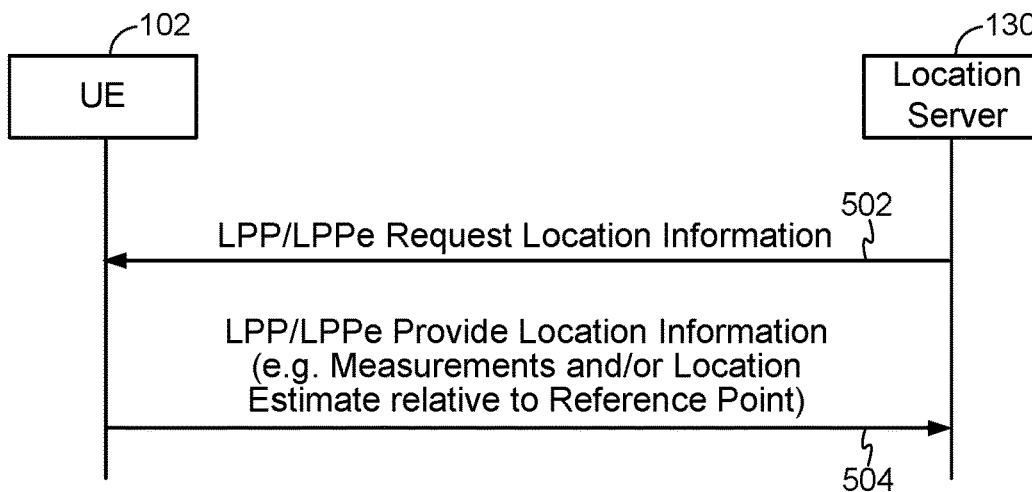 102
130
UE
Location
Server
502
LPP/LPPe Request Location Information
LPP/LPPe Provide Location Information
(e.g. Measurements and/or Location
Estimate relative to Reference Point)
504